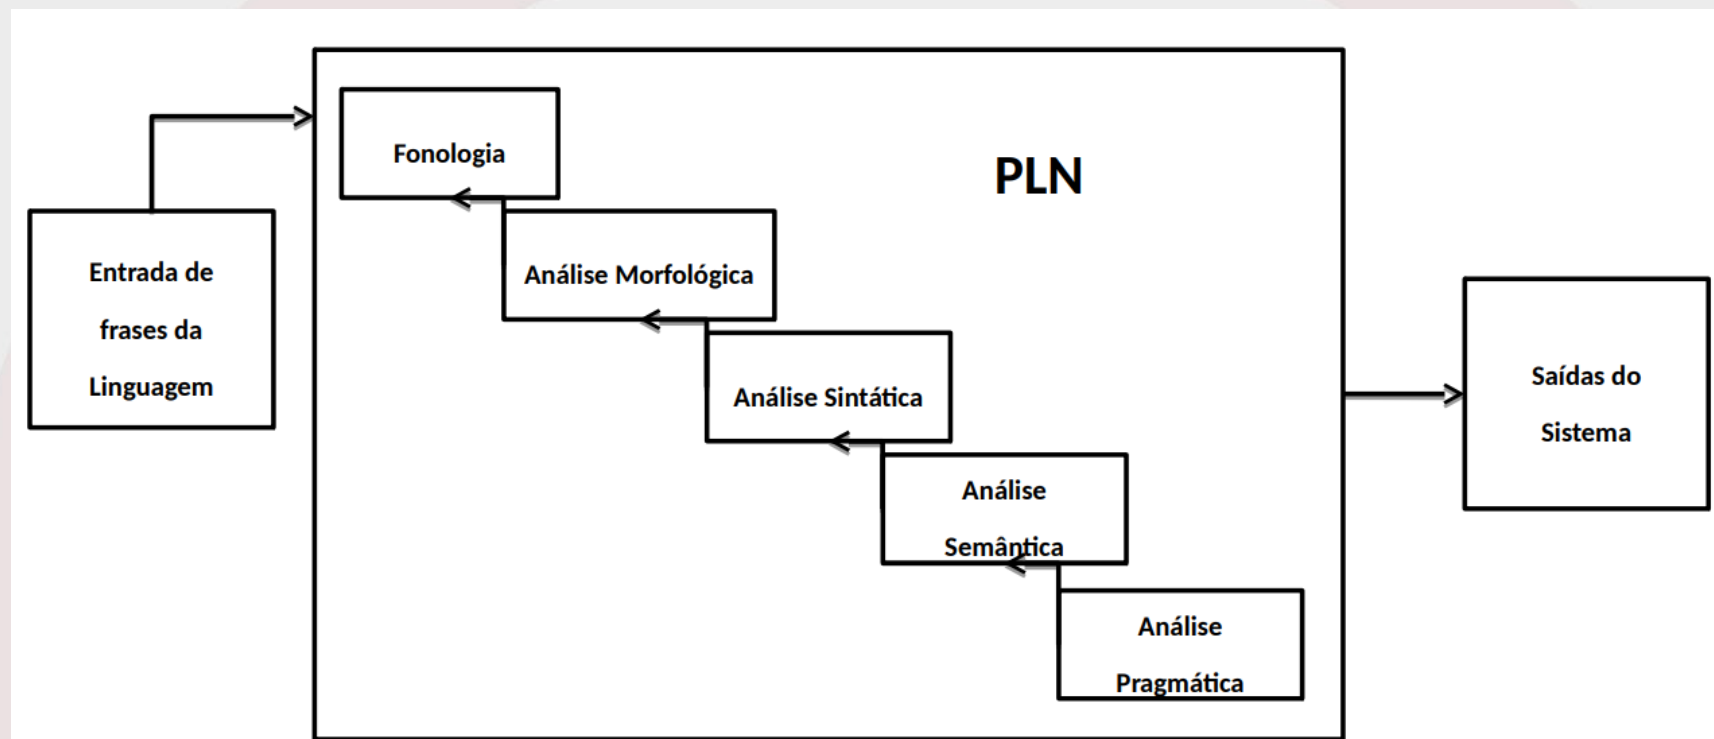 Fonologia
PLN
Entrada de
frases da
Linguagem
Análise Morfológica
Análise Sintática
Análise
Semântica
Análise
Pragmática
Saídas do
Sistema